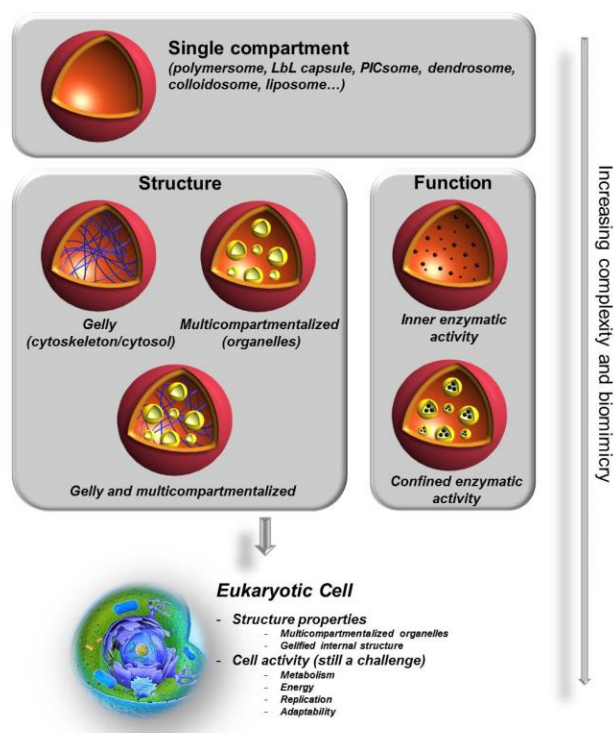 Single compartment
(polymersome, LbL capsule, PICsome, dendrosome,
colloidosome, liposome…)
Structure
Gelly
(cytoskeleton/cytosol)
Multicompartmentalized
(organelles)
Gelly and multicompartmentalized
Function
Inner enzymatic
activity
Confined enzymatic
activity
Increasing complexity and biomimicry
Eukaryotic Cell
- Structure properties
- Multicompartmentalized organelles
- Gelified internal structure
- Cell activity (still a challenge)
- Metabolism
- Energy
- Replication
- Adaptability